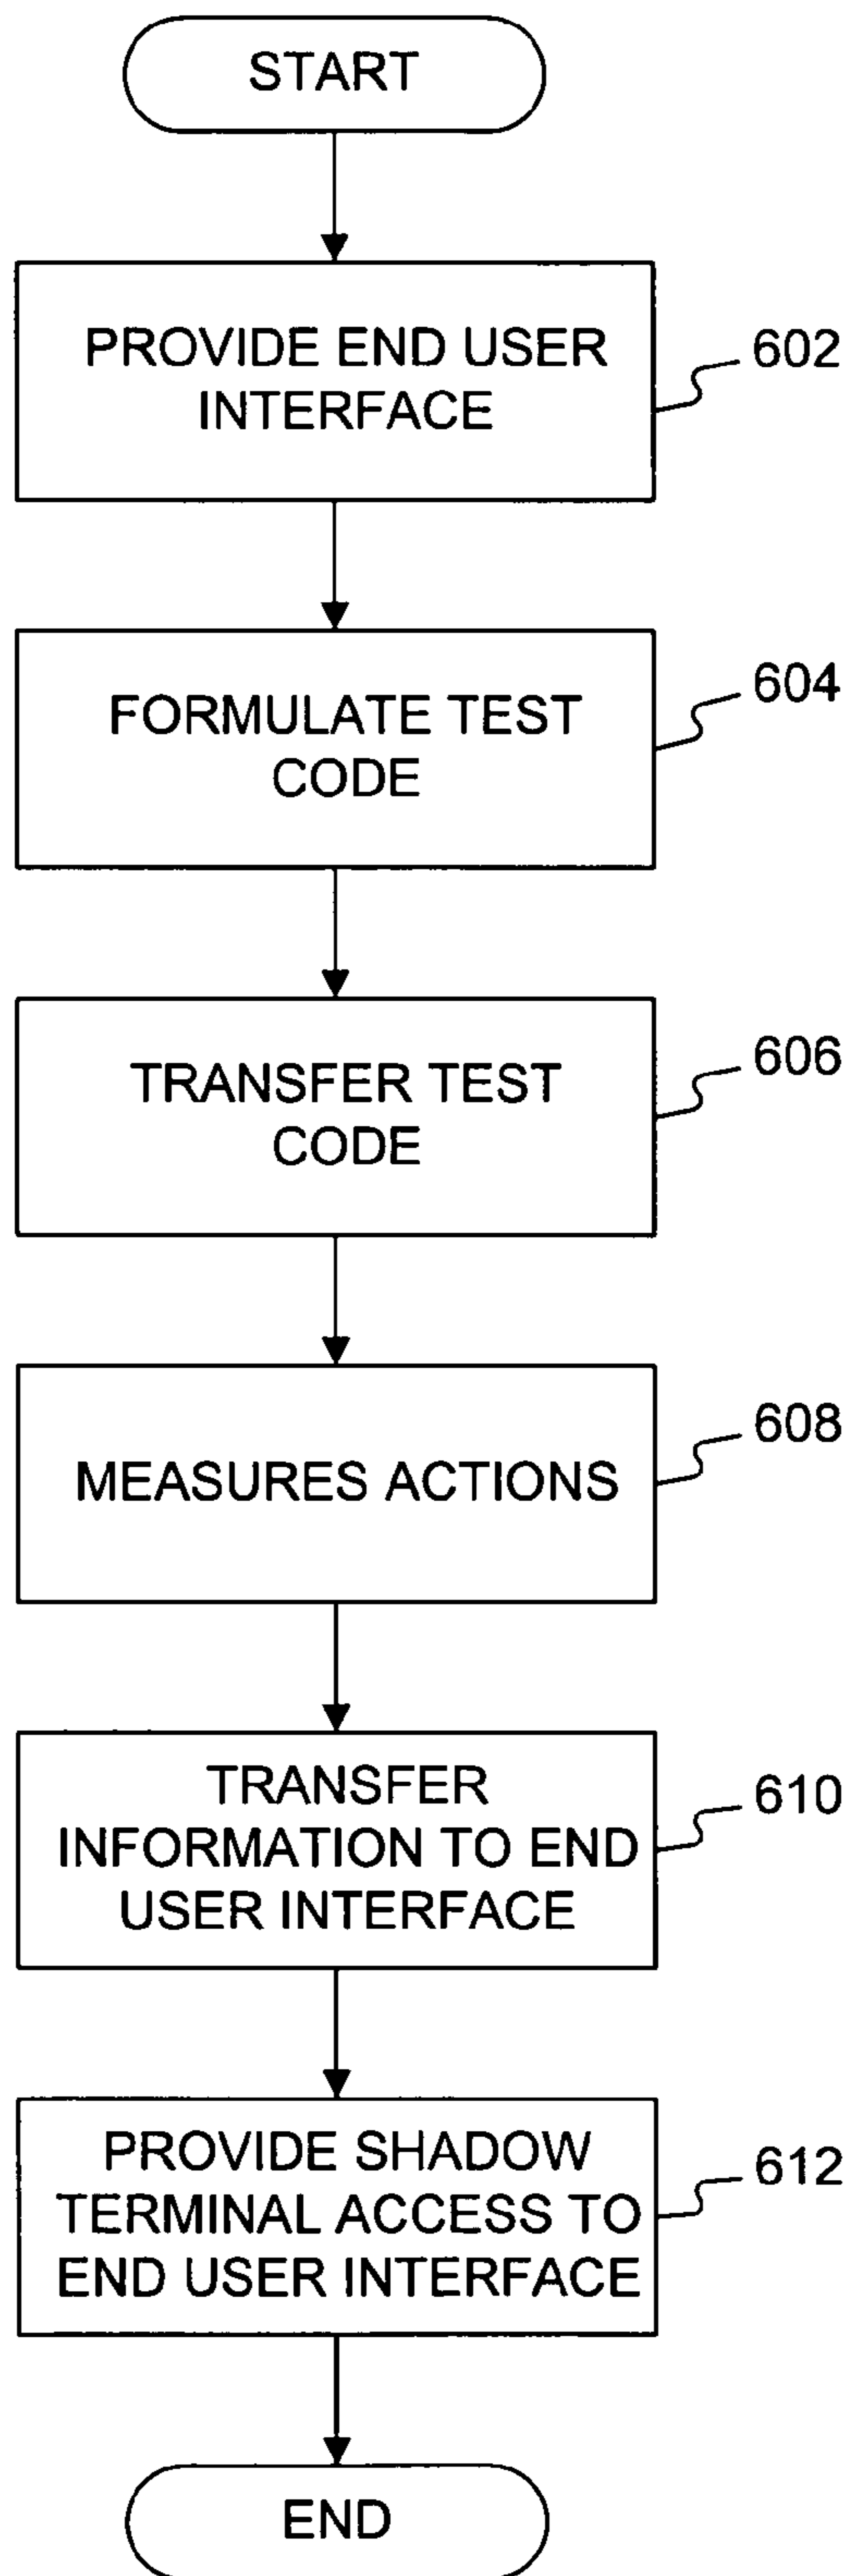 START
PROVIDE END USER
INTERFACE
602
FORMULATE TEST
CODE
604
TRANSFER TEST
CODE
606
MEASURES ACTIONS
608
TRANSFER
INFORMATION TO END
USER INTERFACE
610
PROVIDE SHADOW
TERMINAL ACCESS TO
END USER INTERFACE
612
END